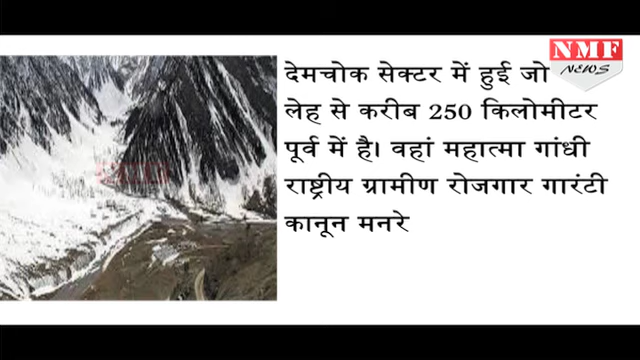 NMF
NEWS
देमचोक सेक्टर में हुई जो
लेह से करीब 250 किलोमीटर
पूर्व में है। वहां महात्मा गांधी
राष्ट्रीय ग्रामीण रोजगार गारंटी
कानून मनरे